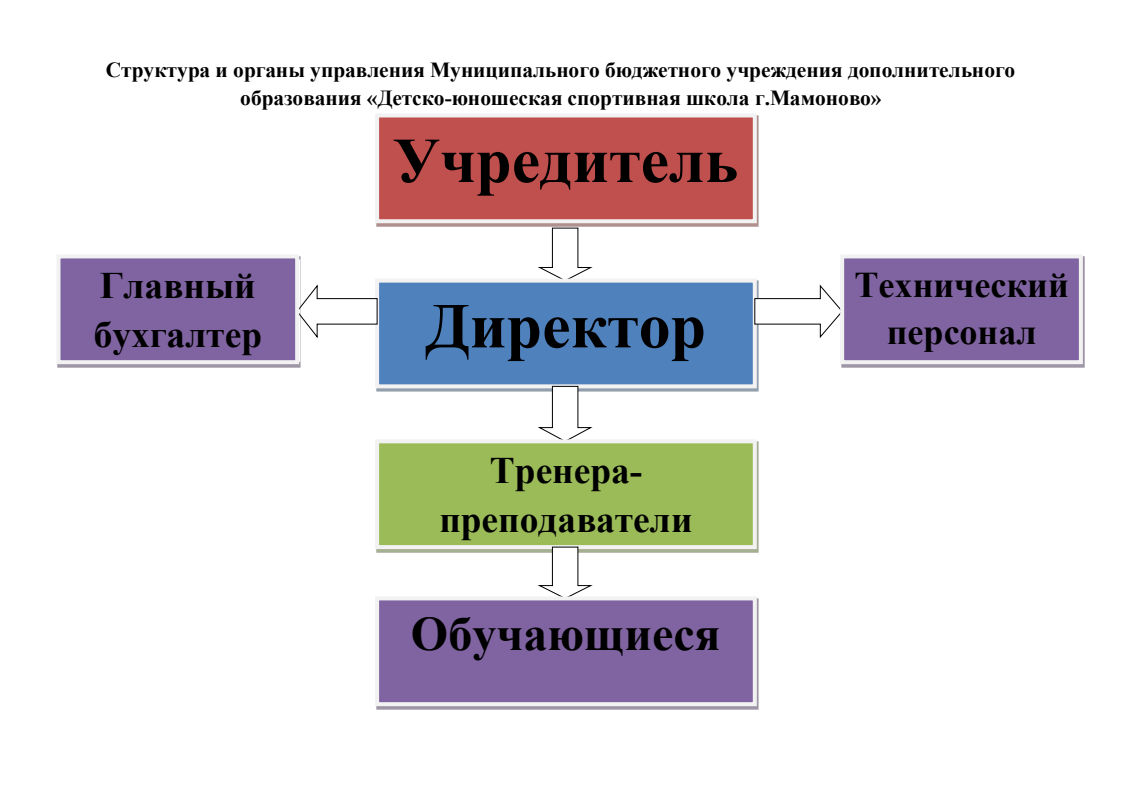 Структура и органы управления Муниципального бюджетного учреждения дополнительного
образования «Детско-юношеская спортивная школа г.Мамоново»
Учредитель
Главный
бухгалтер
Директор
Технический
персонал
Тренера-
преподаватели
Обучающиеся